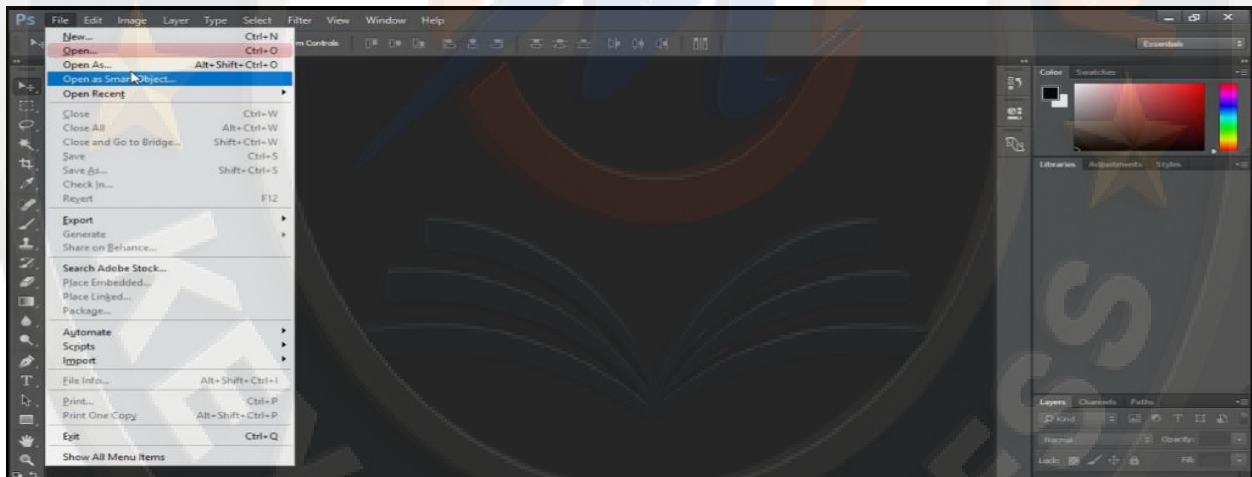 Ps File Edit Image Layer Type Select Filter View Window Help
m Controls
Essentials
New... Ctrl+N
Open... Ctrl+O
Open As... Alt+Shift+Ctrl+O
Open as Smart Object...
Open Recent
Close Ctrl+W
Close All Alt+Ctrl+W
Close and Go to Bridge... Shift+Ctrl+W
Save Ctrl+S
Save As... Shift+Ctrl+S
Check In...
Revert F12
Export
Generate
Share on Behance...
Search Adobe Stock...
Place Embedded...
Place Linked...
Package...
Automate
Scripts
Import
File Info... Alt+Shift+Ctrl+I
Print... Ctrl+P
Print One Copy Alt+Shift+Ctrl+P
Exit Ctrl+Q
Show All Menu Items
Color Swatches
Libraries Adjustments Styles
Layers Channels Paths
Kind
Normal Opacity:
Lock: Fill:
KEY
ESS